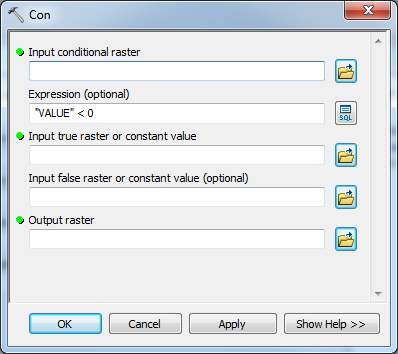 Con
Input conditional raster
Expression (optional)
"VALUE" < 0
SQL
Input true raster or constant value
Input false raster or constant value (optional)
Output raster
OK
Cancel
Apply
Show Help >>